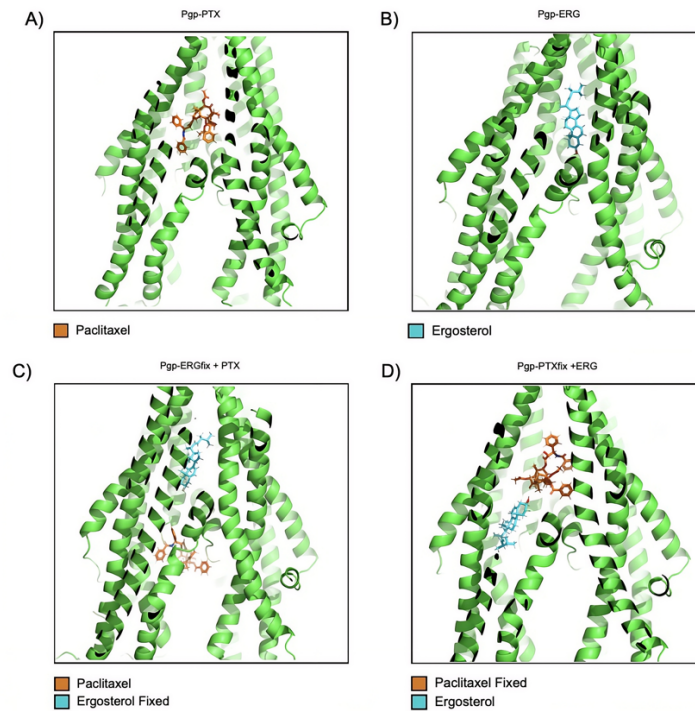 A)
Pgp-PTX
Paclitaxel
B)
Pgp-ERG
Ergosterol
C)
Pgp-ERGfix + PTX
Paclitaxel
Ergosterol Fixed
D)
Pgp-PTXfix +ERG
Paclitaxel Fixed
Ergosterol